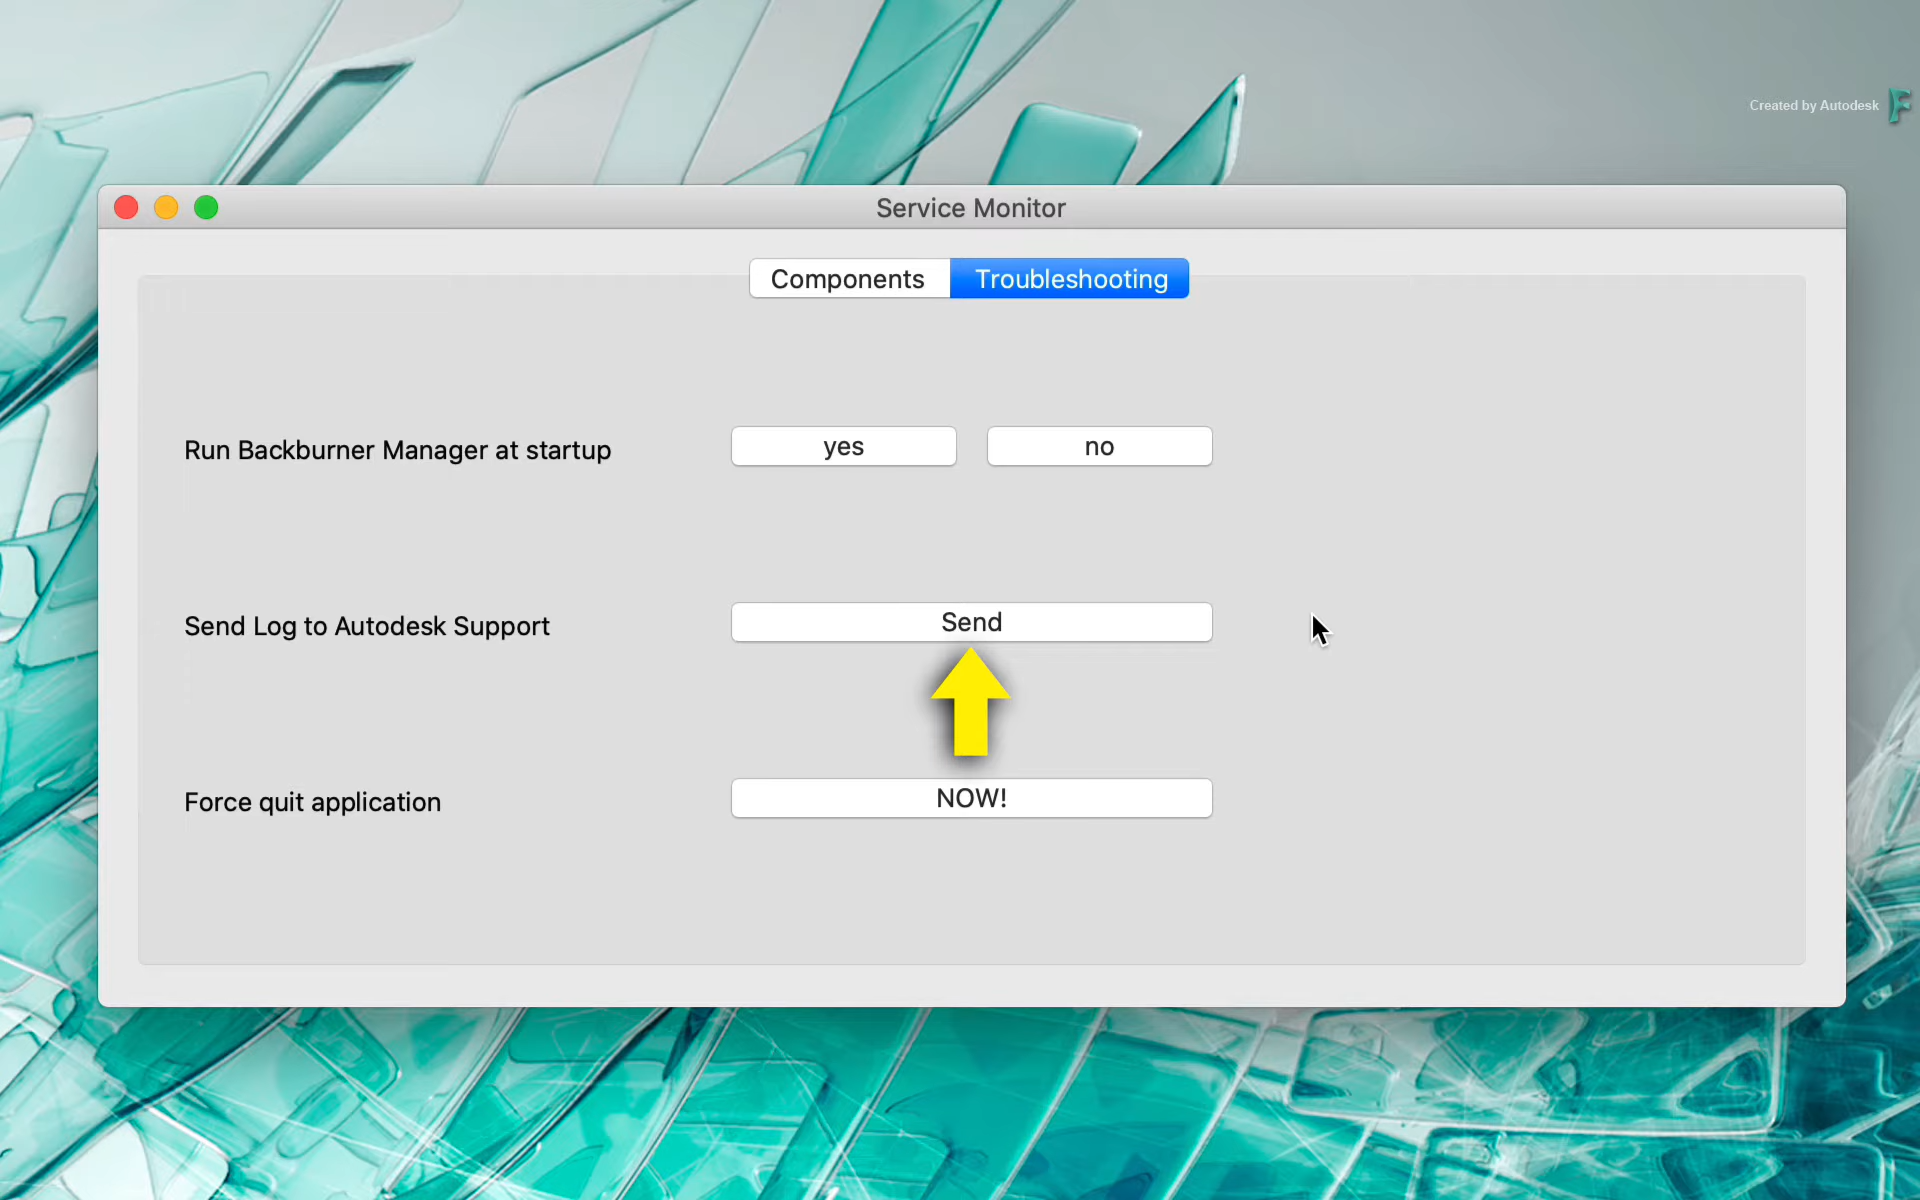 Created by Autodesk
Service Monitor
Components Troubleshooting
Run Backburner Manager at startup yes no
Send Log to Autodesk Support Send
Force quit application NOW!